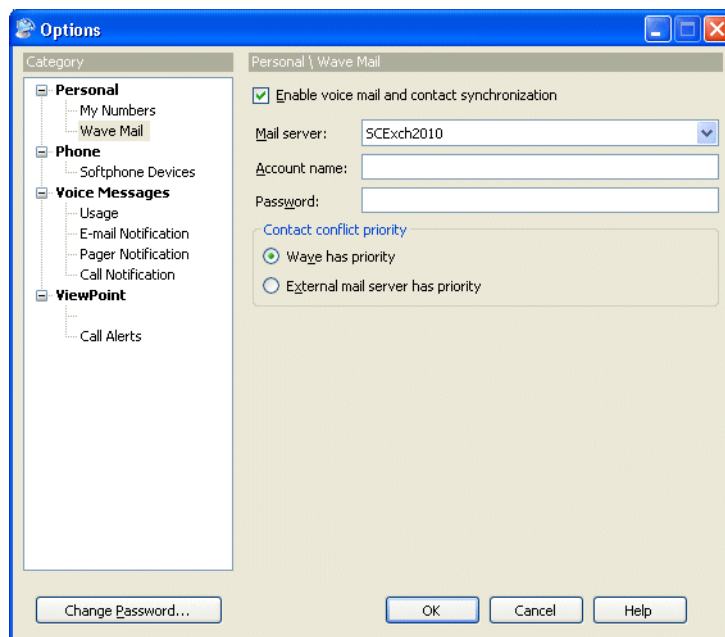 Options
Category
Personal
My Numbers
Wave Mail
Phone
Softphone Devices
Voice Messages
Usage
E-mail Notification
Pager Notification
Call Notification
ViewPoint
Call Alerts
Personal \ Wave Mail
Enable voice mail and contact synchronization
Mail server: SCExch2010
Account name:
Password:
Contact conflict priority
Wave has priority
External mail server has priority
Change Password... OK Cancel Help